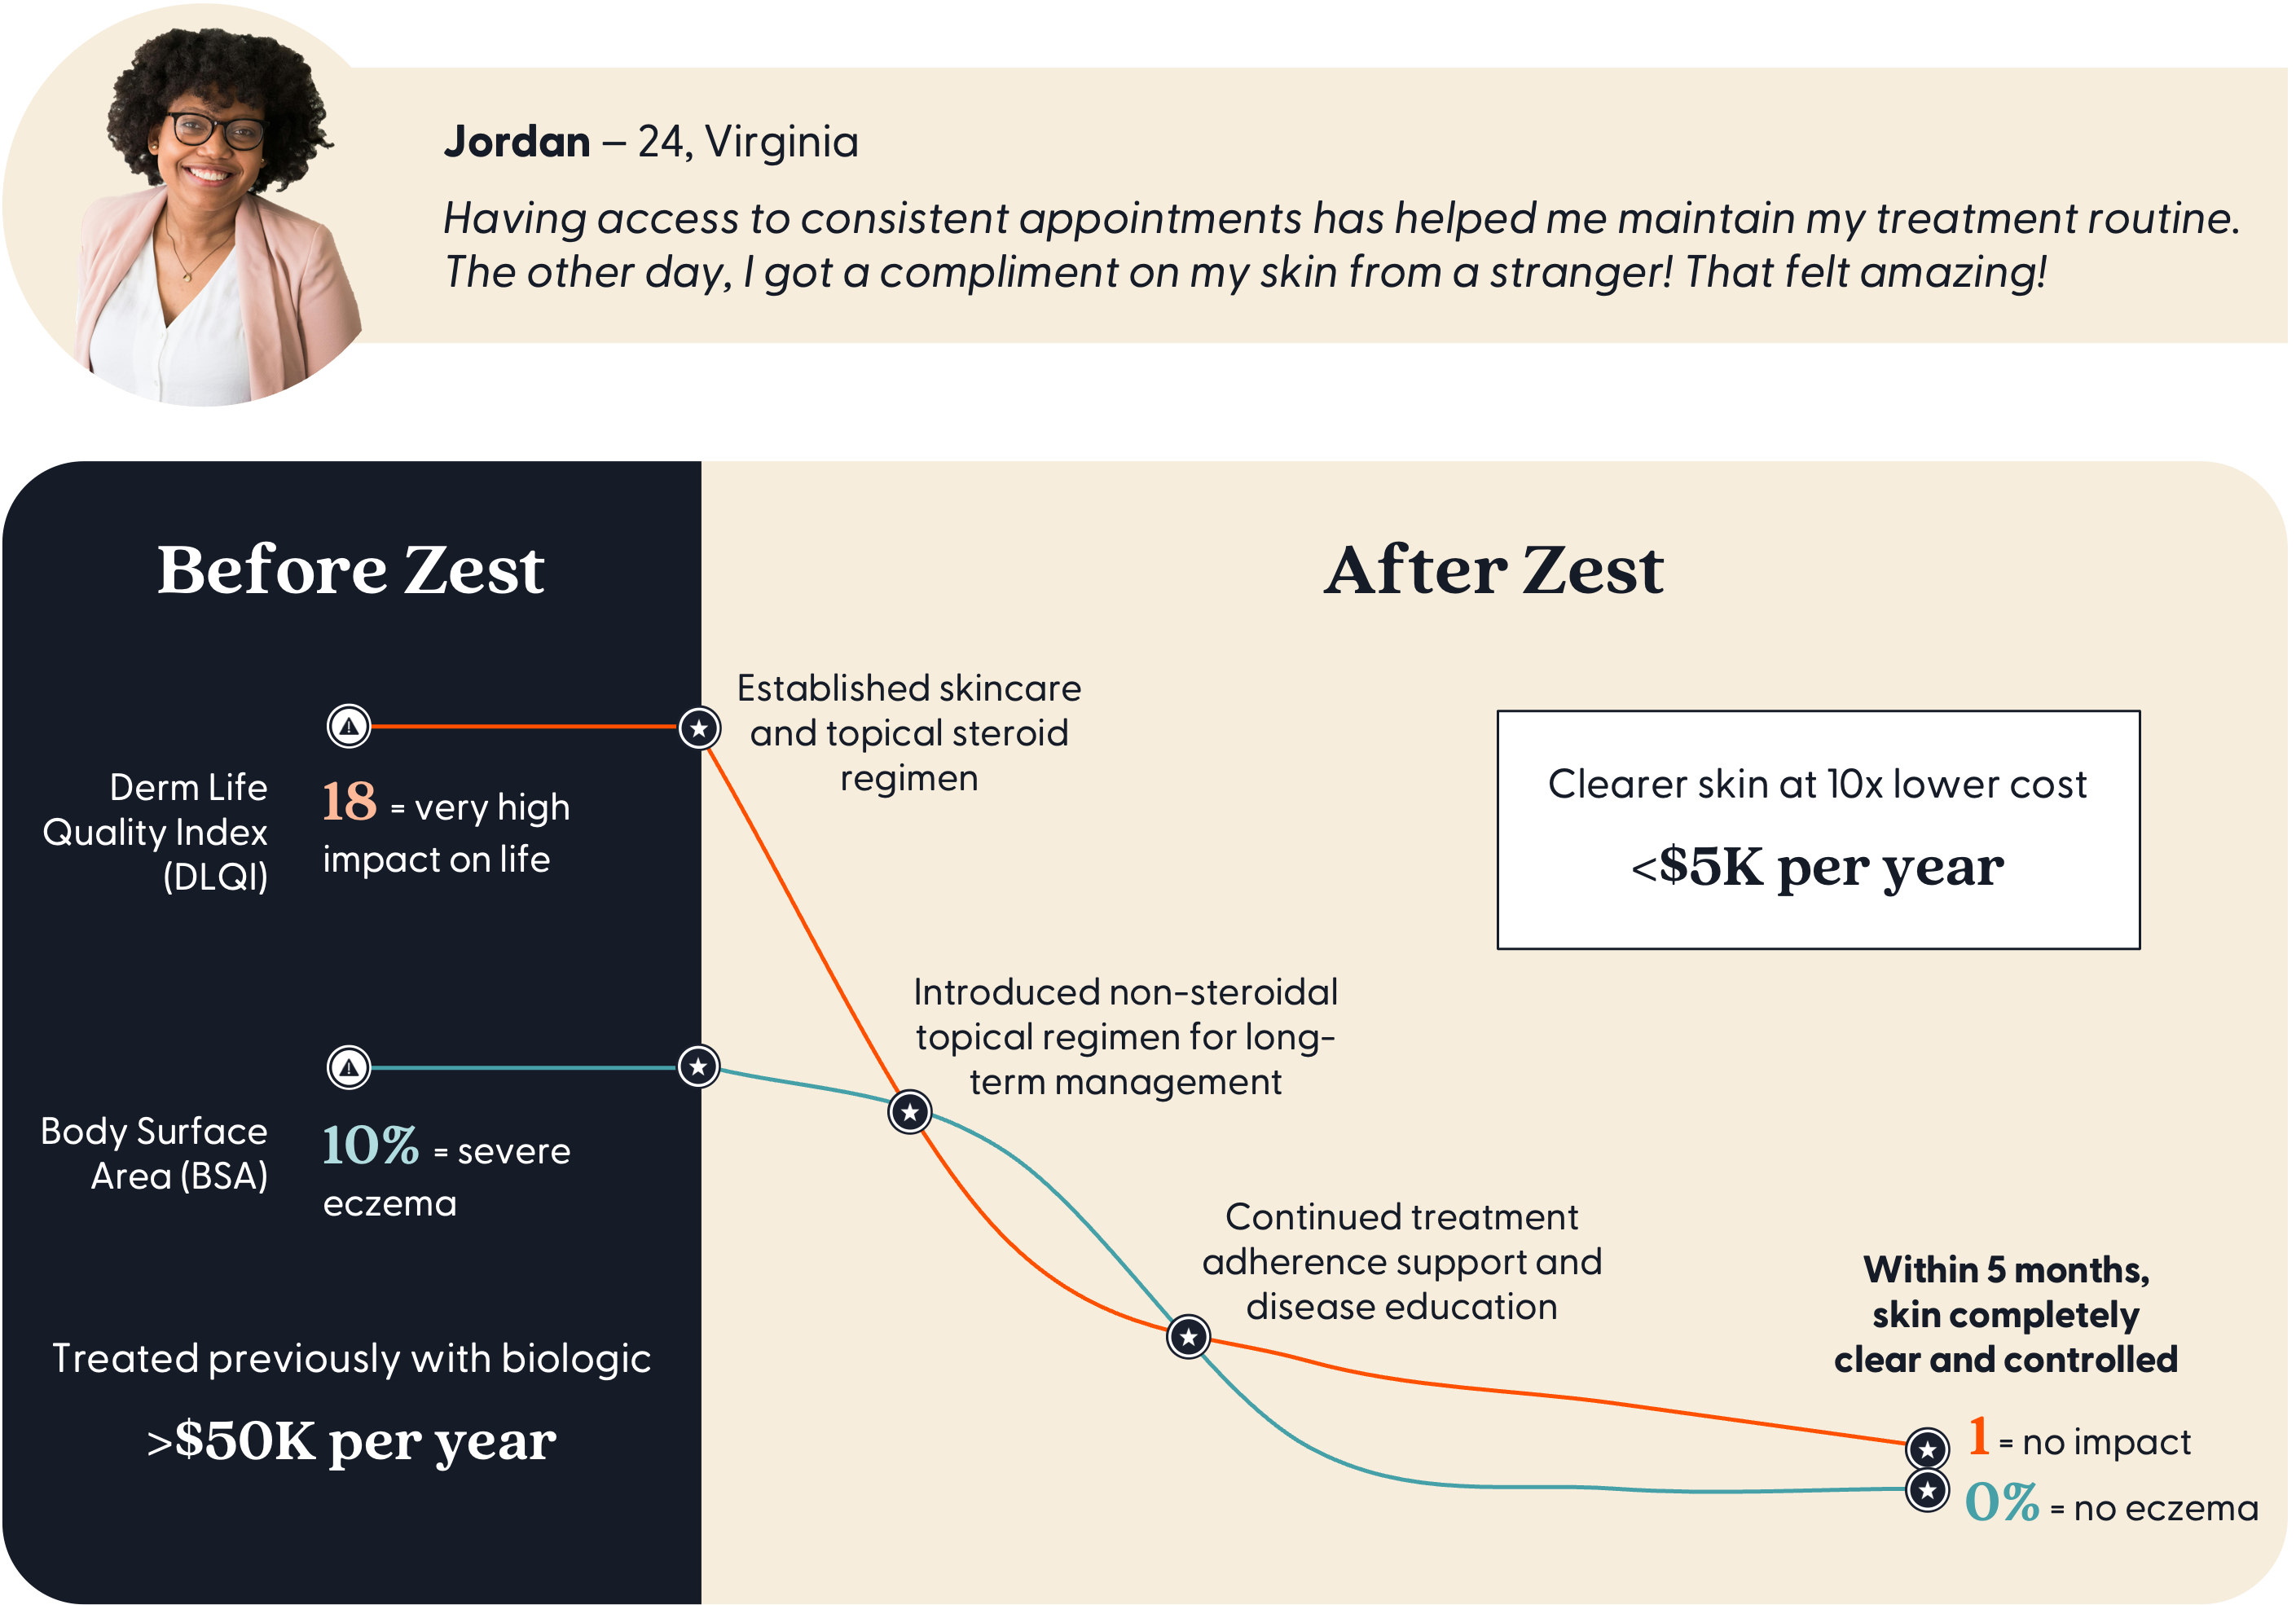 Jordan – 24, Virginia
Having access to consistent appointments has helped me maintain my treatment routine.
The other day, I got a compliment on my skin from a stranger! That felt amazing!
Before Zest
Derm Life
Quality Index
(DLQI)
18 = very high
impact on life
Body Surface
Area (BSA)
10% = severe
eczema
Treated previously with biologic
>$50K per year
After Zest
Established skincare
and topical steroid
regimen
Clearer skin at 10x lower cost
<$5K per year
Introduced non-steroidal
topical regimen for long-
term management
Continued treatment
adherence support and
disease education
Within 5 months,
skin completely
clear and controlled
1 = no impact
0% = no eczema